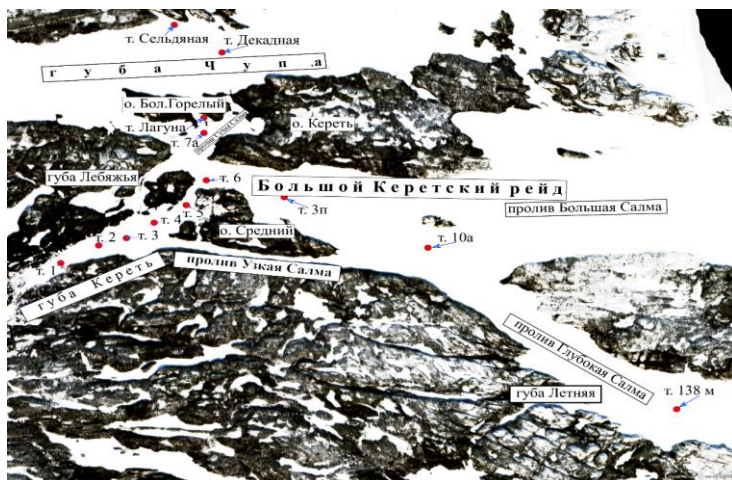 т. Сельдяная
т. Декадная
г у б а Ч у п .а
о. Бол.Горелый
т. Лагуна
о. Кереть
т. 7а
губа Лебяжья
т. 6
Большой Керетский рейд
пролив Большая Салма
т. 3п
т. 5
т. 4
о. Средний
т. 3
т. 2
т. 10а
т. 1
пролив Узкая Салма
губа Кереть
пролив Глубокая Салма
губа Летняя
т. 138 м